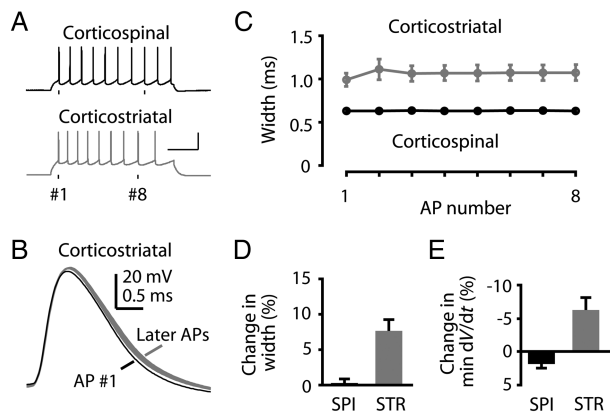 A
Corticospinal
Corticostriatal
#1 #8
B
Corticostriatal
20 mV
0.5 ms
Later APs
AP #1
C
Corticostriatal
1.5
1.0
0.5
0
Width (ms)
Corticospinal
1 8
AP number
D
Change in
width (%)
15
10
5
0
SPI STR
E
Change in
min dV/dt (%)
-10
-5
0
5
SPI STR